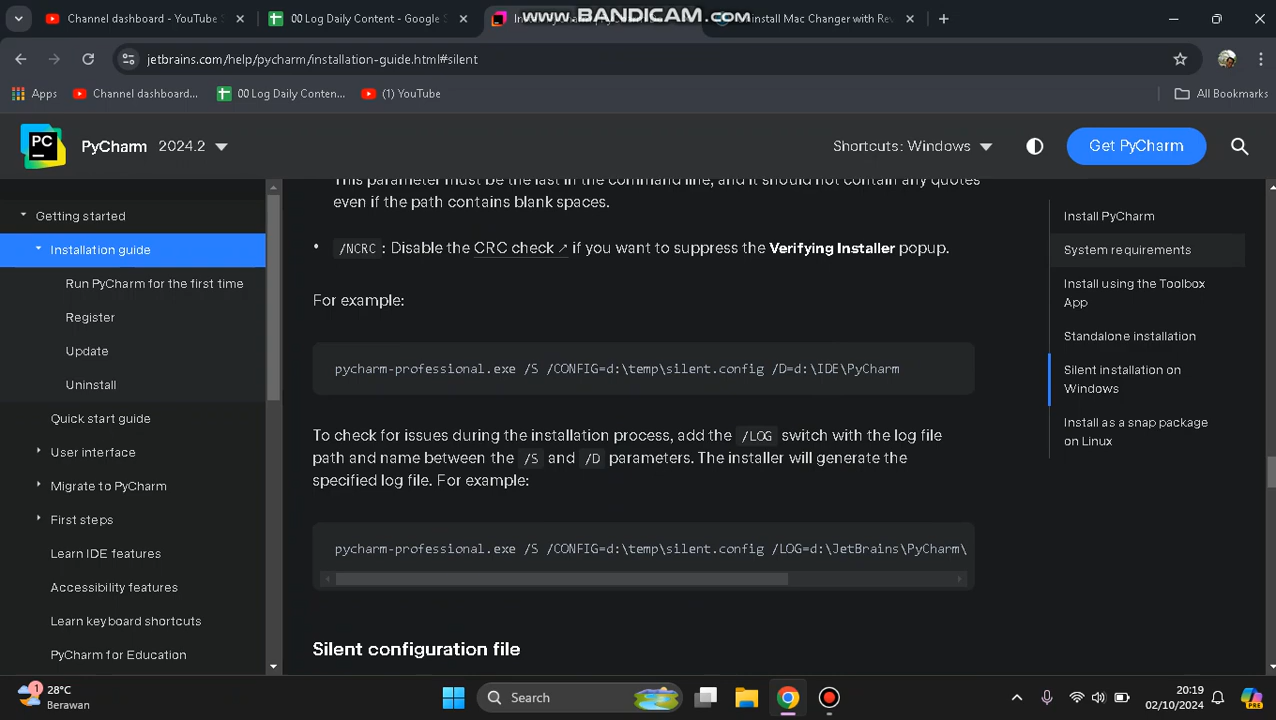 Channel dashboard - YouTube S
00 Log Daily Content - Google S
www.BANDICAM.com
install Mac Changer with Re
jetbrains.com/help/pycharm/installation-guide.html#silent
Apps
Channel dashboard...
00 Log Daily Conten...
(1) YouTube
All Bookmarks
PC
PyCharm 2024.2
Shortcuts: Windows
Get PyCharm
Getting started
Installation guide
Run PyCharm for the first time
Register
Update
Uninstall
Quick start guide
User interface
Migrate to PyCharm
First steps
Learn IDE features
Accessibility features
Learn keyboard shortcuts
PyCharm for Education
This parameter must be the last in the command line, and it should not contain any quotes
even if the path contains blank spaces.
• /NCRC: Disable the CRC check↗ if you want to suppress the Verifying Installer popup.
For example:
pycharm-professional.exe /S /CONFIG=d:\temp\silent.config /D=d:\IDE\PyCharm
To check for issues during the installation process, add the /LOG switch with the log file
path and name between the /S and /D parameters. The installer will generate the
specified log file. For example:
pycharm-professional.exe /S /CONFIG=d:\temp\silent.config /LOG=d:\JetBrains\PyCharm\
Silent configuration file
Install PyCharm
System requirements
Install using the Toolbox
App
Standalone installation
Silent installation on
Windows
Install as a snap package
on Linux
1
28°C
Berawan
Search
20:19
02/10/2024
PRE